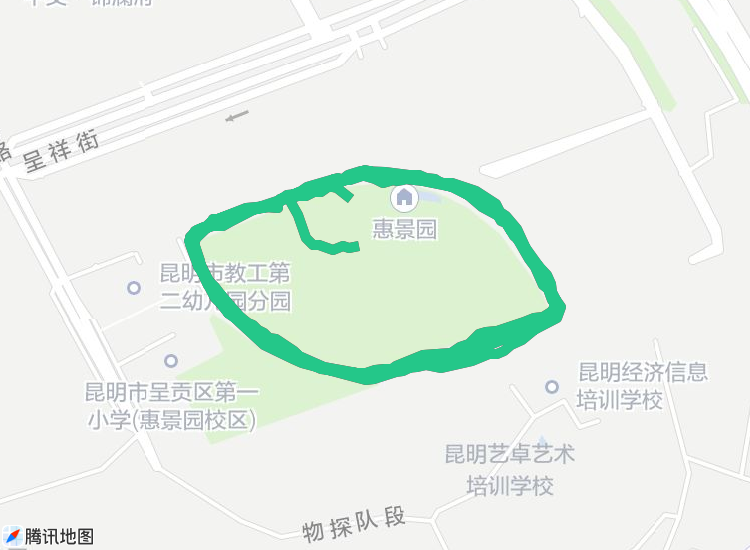 呈祥街
惠景园
昆明市教工第
二幼儿园分园
昆明市呈贡区第一
小学(惠景园校区)
昆明经济信息
培训学校
昆明艺卓艺术
培训学校
物探队段
腾讯地图